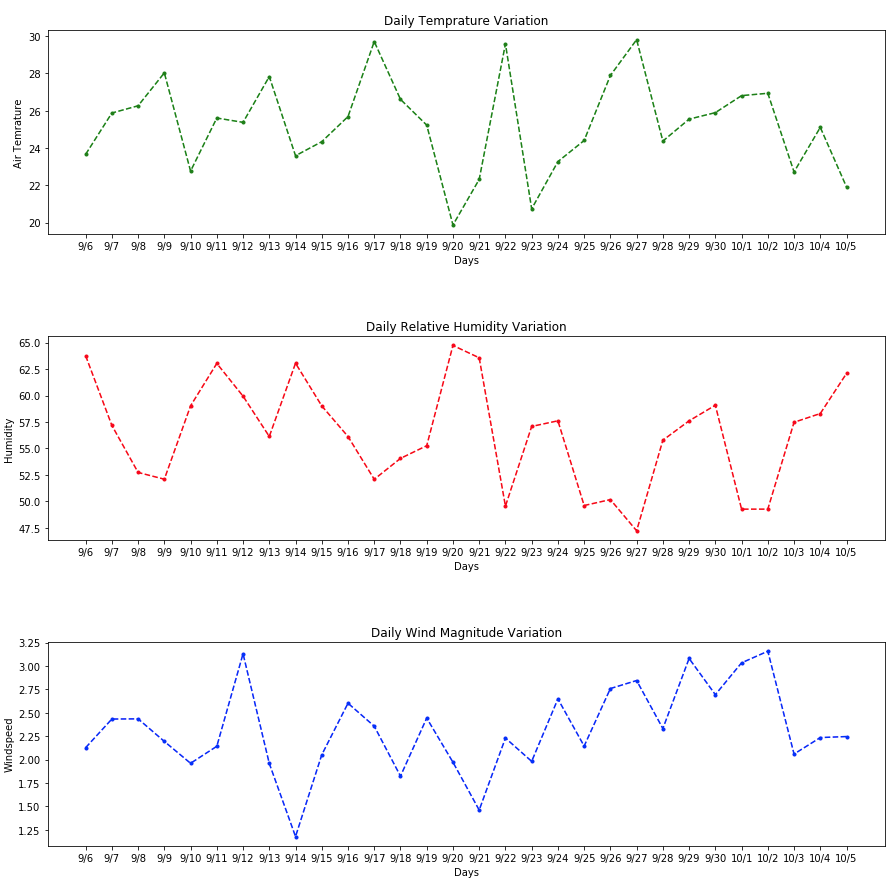 Daily Temprature Variation
30
28
26
24
22
20
Air Temrature
9/6 9/7 9/8 9/9 9/10 9/11 9/12 9/13 9/14 9/15 9/16 9/17 9/18 9/19 9/20 9/21 9/22 9/23 9/24 9/25 9/26 9/27 9/28 9/29 9/30 10/1 10/2 10/3 10/4 10/5
Days
Daily Relative Humidity Variation
65.0
62.5
60.0
57.5
55.0
52.5
50.0
47.5
Humidity
9/6 9/7 9/8 9/9 9/10 9/11 9/12 9/13 9/14 9/15 9/16 9/17 9/18 9/19 9/20 9/21 9/22 9/23 9/24 9/25 9/26 9/27 9/28 9/29 9/30 10/1 10/2 10/3 10/4 10/5
Days
Daily Wind Magnitude Variation
3.25
3.00
2.75
2.50
2.25
2.00
1.75
1.50
1.25
Windspeed
9/6 9/7 9/8 9/9 9/10 9/11 9/12 9/13 9/14 9/15 9/16 9/17 9/18 9/19 9/20 9/21 9/22 9/23 9/24 9/25 9/26 9/27 9/28 9/29 9/30 10/1 10/2 10/3 10/4 10/5
Days